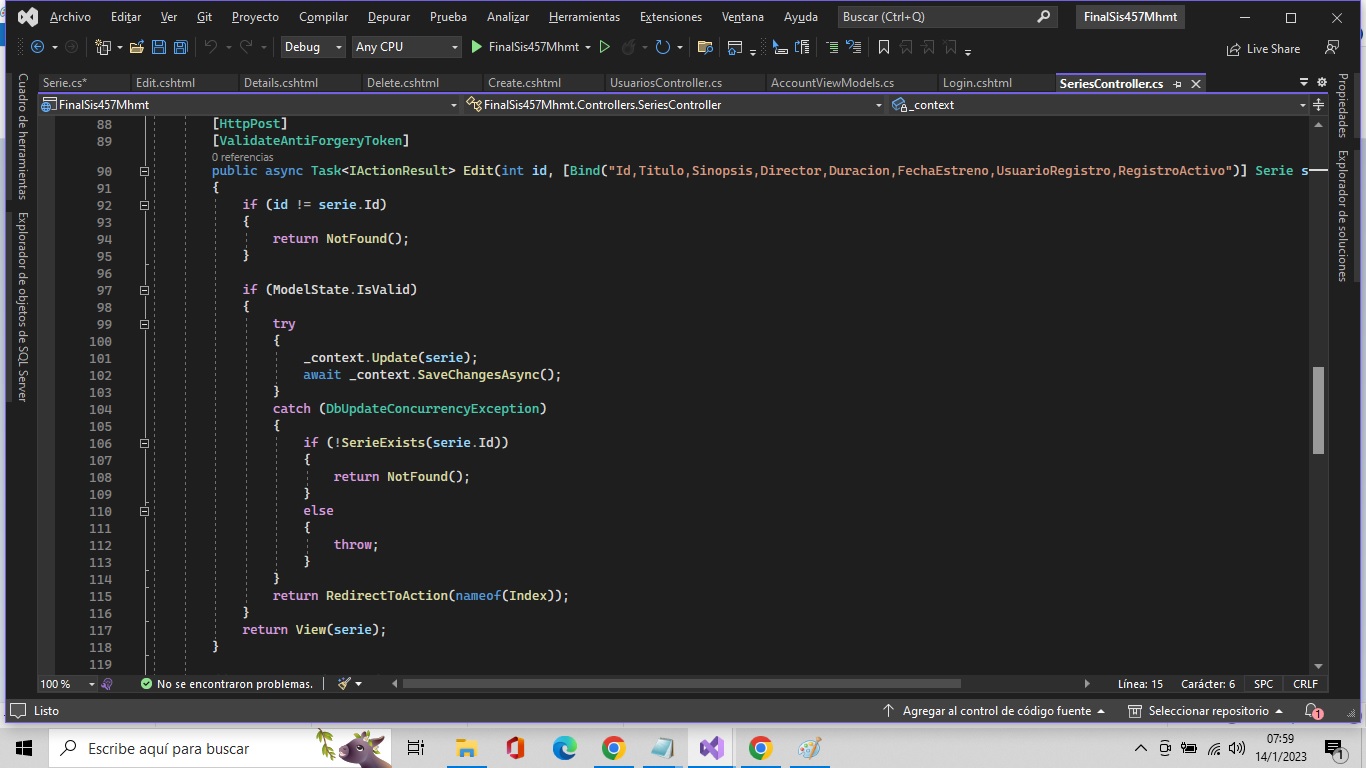 Archivo Editar Ver Git Proyecto Compilar Depurar Prueba Analizar Herramientas Extensiones Ventana Ayuda Buscar (Ctrl+Q) FinalSis457Mhmt
Debug Any CPU FinalSis457Mhmt Live Share
Serie.cs* Edit.cshtml Details.cshtml Delete.cshtml Create.cshtml UsuariosController.cs AccountViewModels.cs Login.cshtml SeriesController.cs
FinalSis457Mhmt FinalSis457Mhmt.Controllers.SeriesController _context
Cuadro de herramientas
Explorador de objetos de SQL Server
88 [HttpPost]
89 [ValidateAntiForgeryToken]
0 referencias
90 public async Task<IActionResult> Edit(int id, [Bind("Id,Titulo,Sinopsis,Director,Duracion,FechaEstreno,UsuarioRegistro,RegistroActivo")] Serie s
91 {
92 if (id != serie.Id)
93 {
94 return NotFound();
95 }
96
97 if (ModelState.IsValid)
98 {
99 try
100 {
101 _context.Update(serie);
102 await _context.SaveChangesAsync();
103 }
104 catch (DbUpdateConcurrencyException)
105 {
106 if (!SerieExists(serie.Id))
107 {
108 return NotFound();
109 }
110 else
111 {
112 throw;
113 }
114 }
115 return RedirectToAction(nameof(Index));
116 }
117 return View(serie);
118 }
119
Propiedades
Explorador de soluciones
100 % No se encontraron problemas. Línea: 15 Carácter: 6 SPC CRLF
Listo Agregar al control de código fuente Seleccionar repositorio 1
Escribe aquí para buscar 07:59
14/1/2023 1